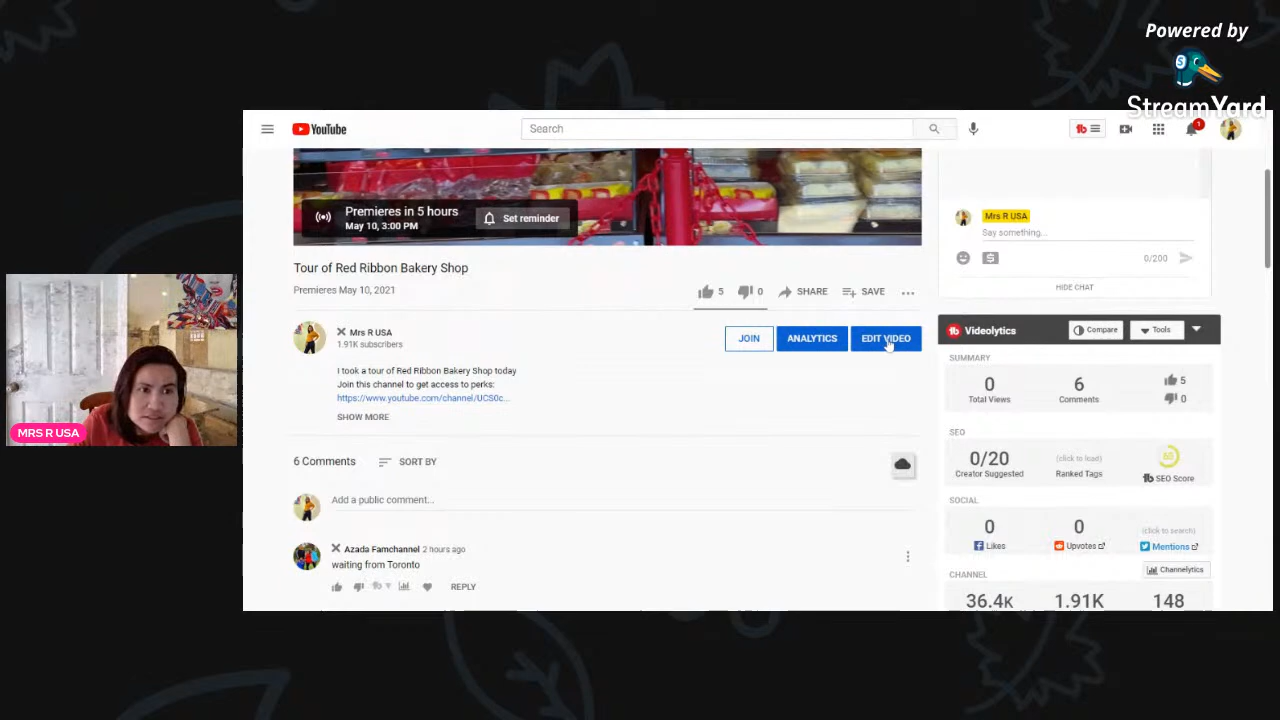 Powered by
StreamYard
YouTube
Search
1
Premieres in 5 hours
May 10, 3:00 PM
Set reminder
Tour of Red Ribbon Bakery Shop
Premieres May 10, 2021
5
0
SHARE
SAVE
Mrs R USA
1.91K subscribers
JOIN
ANALYTICS
EDIT VIDEO
I took a tour of Red Ribbon Bakery Shop today
Join this channel to get access to perks:
https://www.youtube.com/channel/UCS0c...
SHOW MORE
6 Comments
SORT BY
Add a public comment...
Azada Famchannel 2 hours ago
waiting from Toronto
REPLY
Mrs R USA
Say something...
0/200
HIDE CHAT
Videolytics
Compare
Tools
SUMMARY
0
Total Views
6
Comments
5
0
SEO
0/20
Creator Suggested
(click to load)
Ranked Tags
SEO Score
SOCIAL
0
Likes
0
Upvotes
(click to search)
Mentions
Channelytics
CHANNEL
36.4K
1.91K
148
MRS R USA